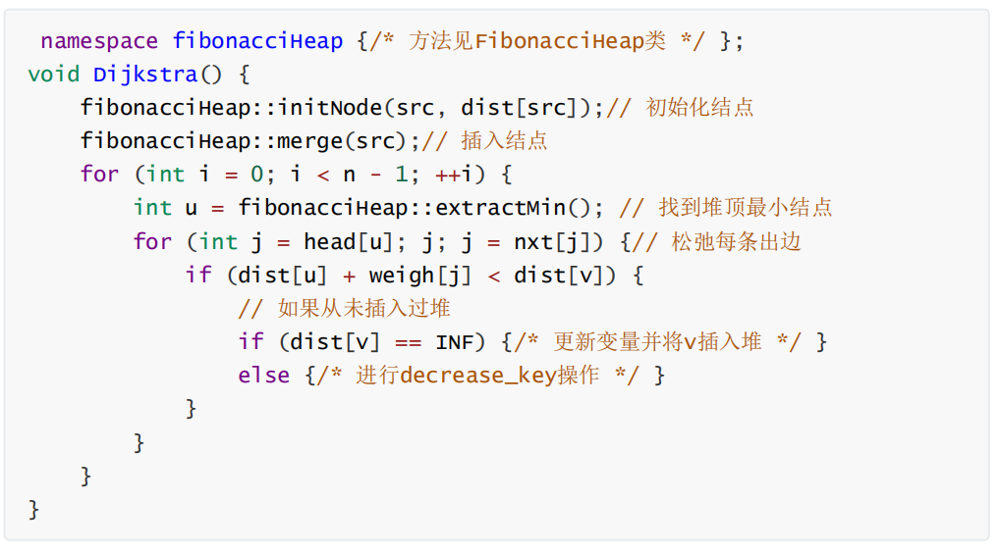 namespace fibonacciHeap {/* 方法见FibonacciHeap类 */ };
void Dijkstra() {
    fibonacciHeap::initNode(src, dist[src]);// 初始化结点
    fibonacciHeap::merge(src);// 插入结点
    for (int i = 0; i < n - 1; ++i) {
        int u = fibonacciHeap::extractMin(); // 找到堆顶最小结点
        for (int j = head[u]; j; j = nxt[j]) {// 松弛每条出边
            if (dist[u] + weigh[j] < dist[v]) {
                // 如果从未插入过堆
                if (dist[v] == INF) {/* 更新变量并将v插入堆 */ }
                else {/* 进行decrease_key操作 */ }
            }
        }
    }
}